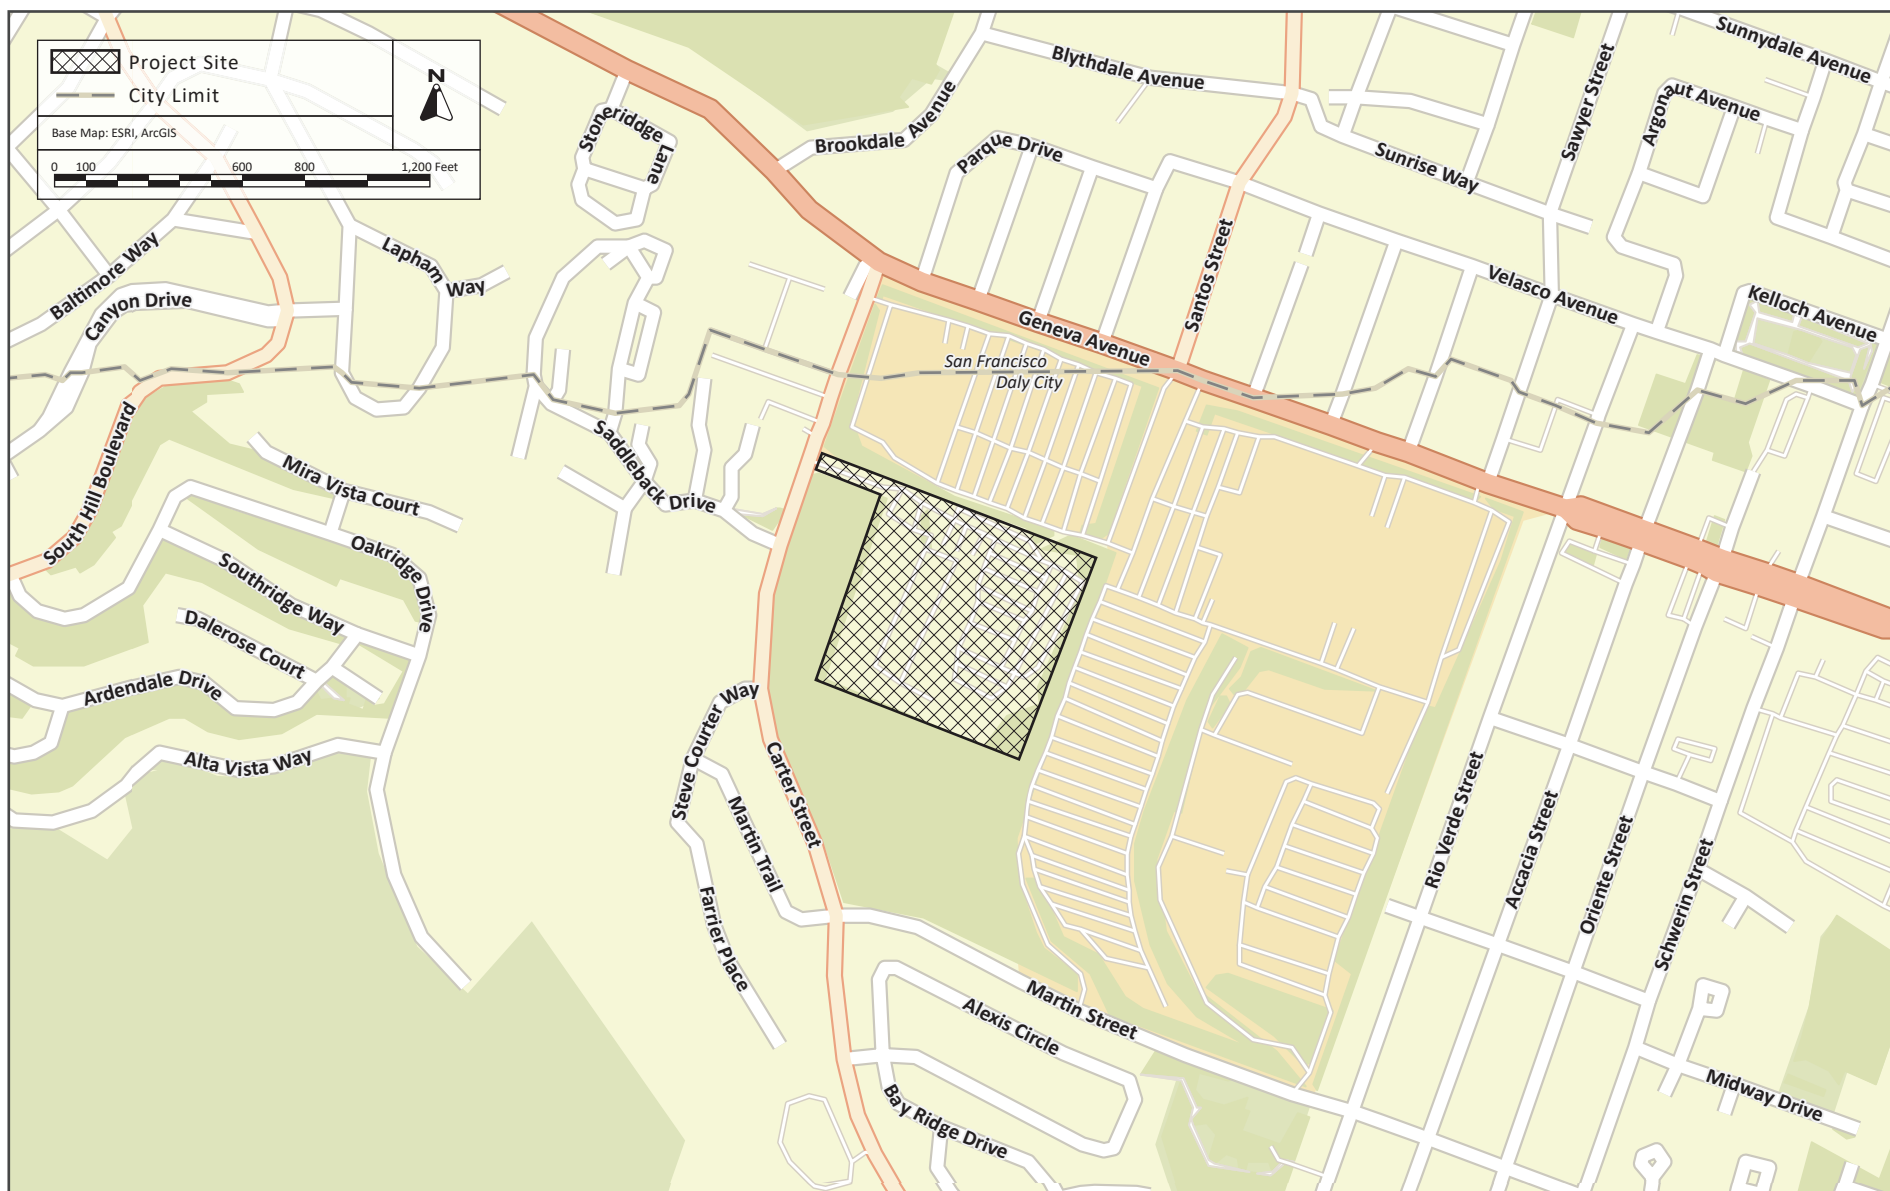 Project Site
City Limit
N
Base Map: ESRI, ArcGIS
0 100 600 800 1,200 Feet
Sunnydale Avenue
Blythdale Avenue
Sawyer Street
Argonaut Avenue
Stoneriddge Lane
Brookdale Avenue
Parque Drive
Sunrise Way
Santos Street
Baltimore Way
Lapham Way
Canyon Drive
Velasco Avenue
Kelloch Avenue
Geneva Avenue
San Francisco
Daly City
South Hill Boulevard
Saddleback Drive
Mira Vista Court
Oakridge Drive
Southridge Way
Dalerose Court
Ardendale Drive
Alta Vista Way
Steve Courter Way
Carter Street
Martin Trail
Farrier Place
Rio Verde Street
Accacia Street
Oriente Street
Schwerin Street
Martin Street
Alexis Circle
Bay Ridge Drive
Midway Drive